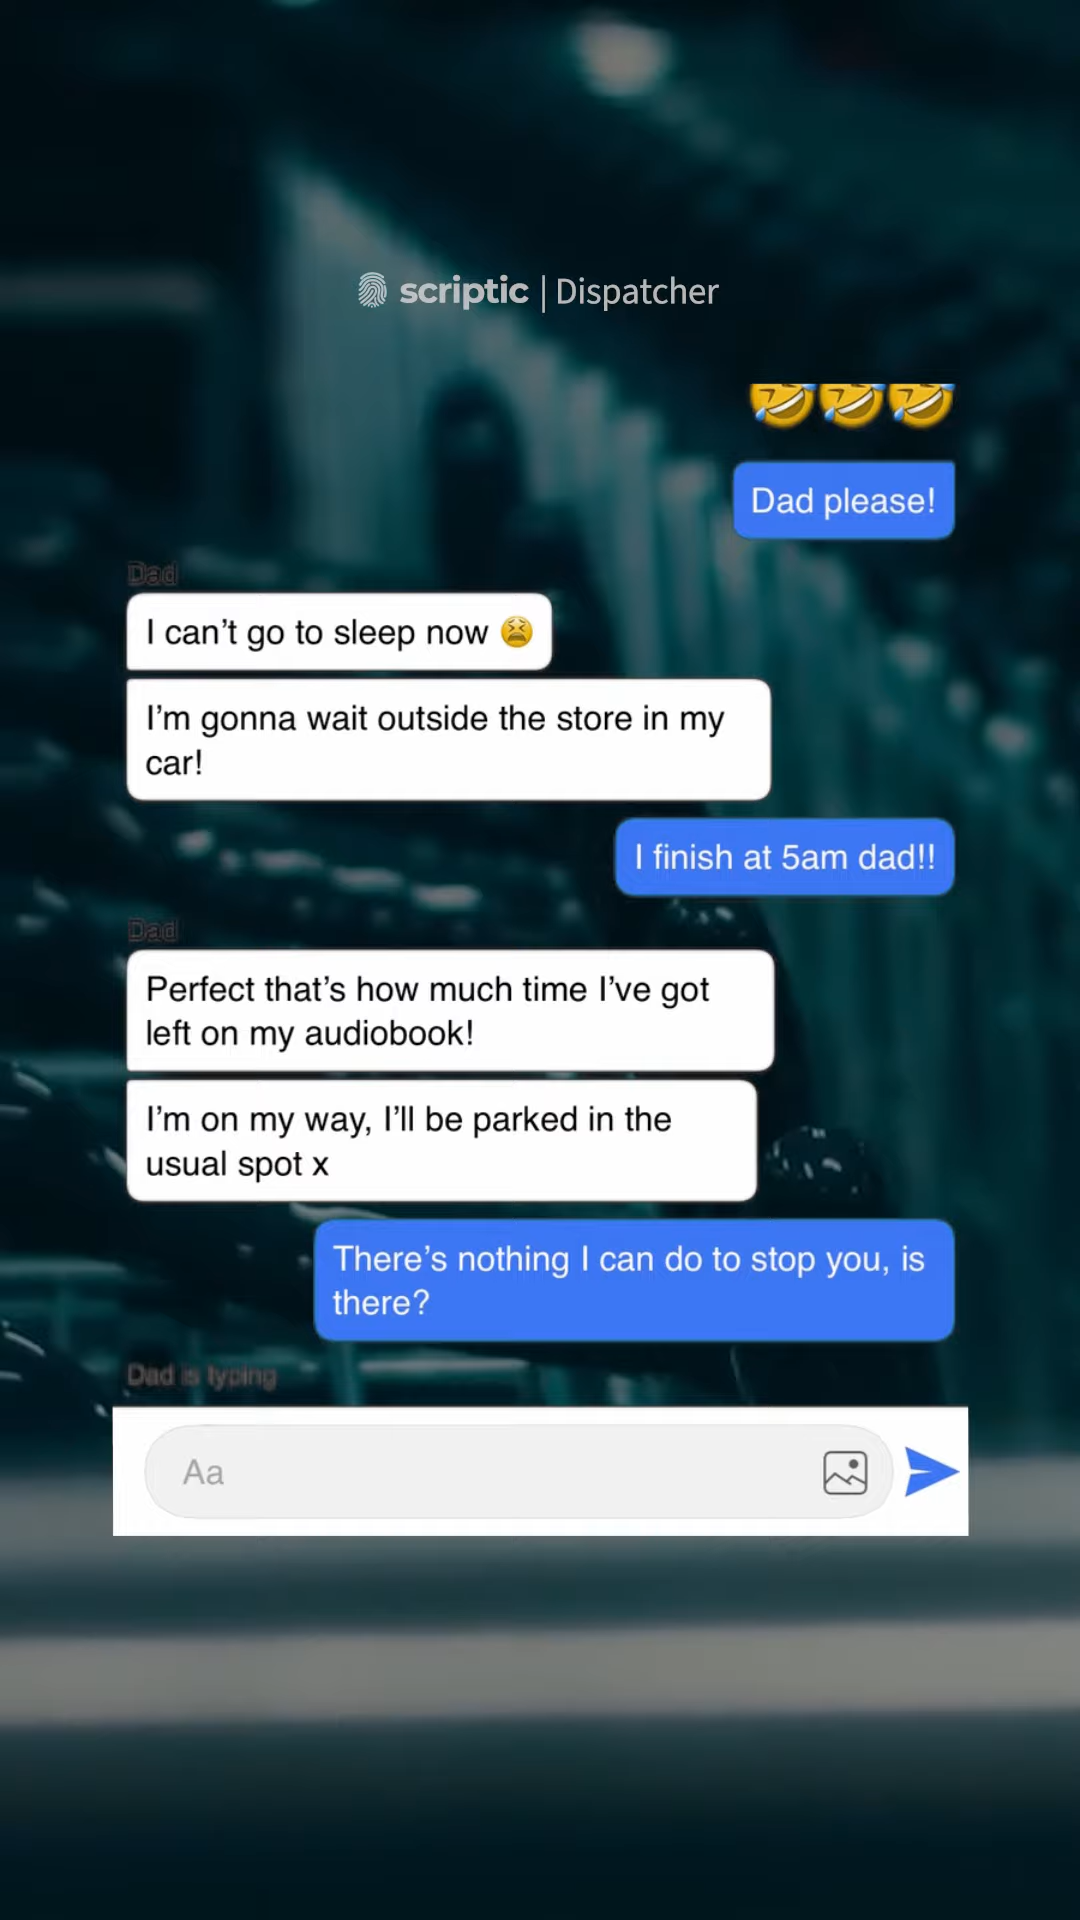 scriptic | Dispatcher
🤣🤣🤣
Dad please!
Dad
I can’t go to sleep now 😫
I’m gonna wait outside the store in my
car!
I finish at 5am dad!!
Dad
Perfect that’s how much time I’ve got
left on my audiobook!
I’m on my way, I’ll be parked in the
usual spot x
There’s nothing I can do to stop you, is
there?
Dad is typing
Aa